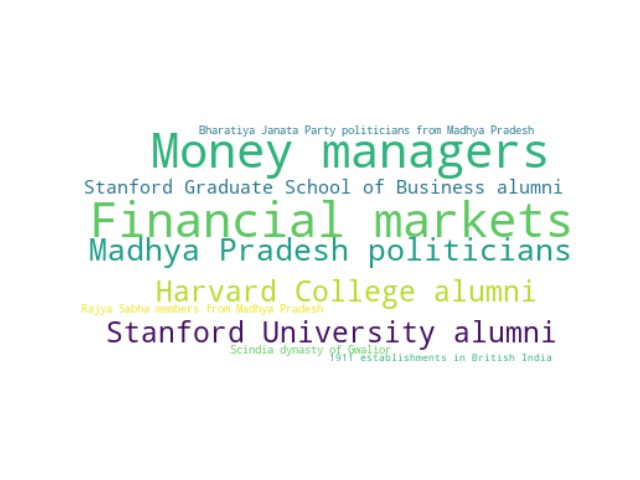 Bharatiya Janata Party politicians from Madhya Pradesh
Money managers
Stanford Graduate School of Business alumni
Financial markets
Madhya Pradesh politicians
Harvard College alumni
Rajya Sabha members from Madhya Pradesh
Stanford University alumni
Scindia dynasty of Gwalior
1911 establishments in British India